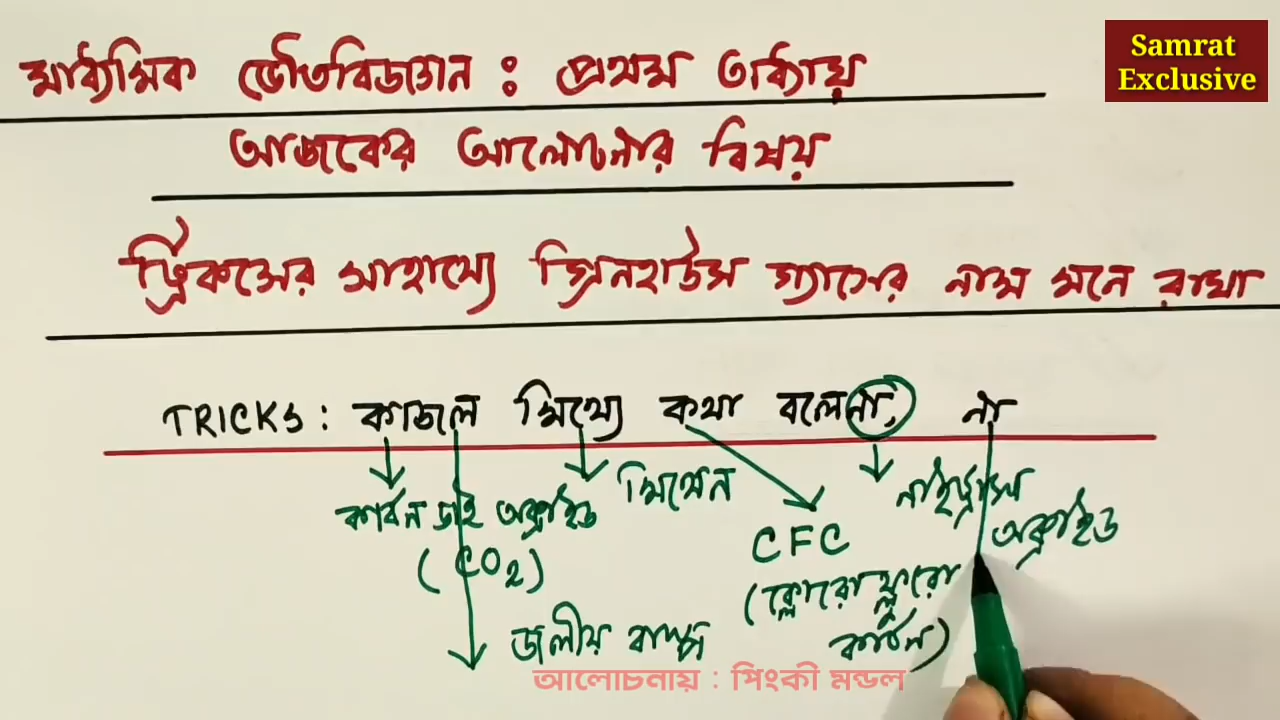 Samrat
Exclusive
মাধ্যমিক ভৌতবিজ্ঞান : প্রথম অধ্যায়
আজকের আলোচনার বিষয়
ট্রিকসের সাহায্যে গ্রিনহাউস গ্যাসের নাম মনে রাখা
TRICKS : কাজল মিথ্যে কথা বলেনা, না
কার্বন ডাই অক্সাইড
(CO2)
মিথেন
নাইট্রাস
অক্সাইড
CFC
(ক্লোরোফ্লুরো
কার্বন)
জলীয় বাষ্প
আলোচনায় : পিংকী মন্ডল